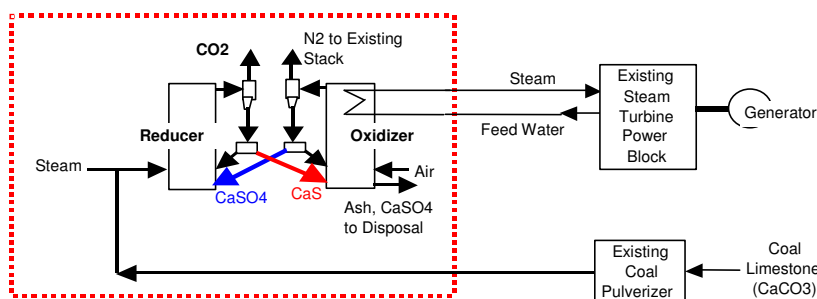 CO2
N2 to Existing
Stack
Steam
Existing
Steam
Turbine
Power
Block
Generator
Reducer
Oxidizer
Feed Water
Steam
Air
CaSO4
CaS
Ash, CaSO4
to Disposal
Existing
Coal
Pulverizer
Coal
Limestone
(CaCO3)